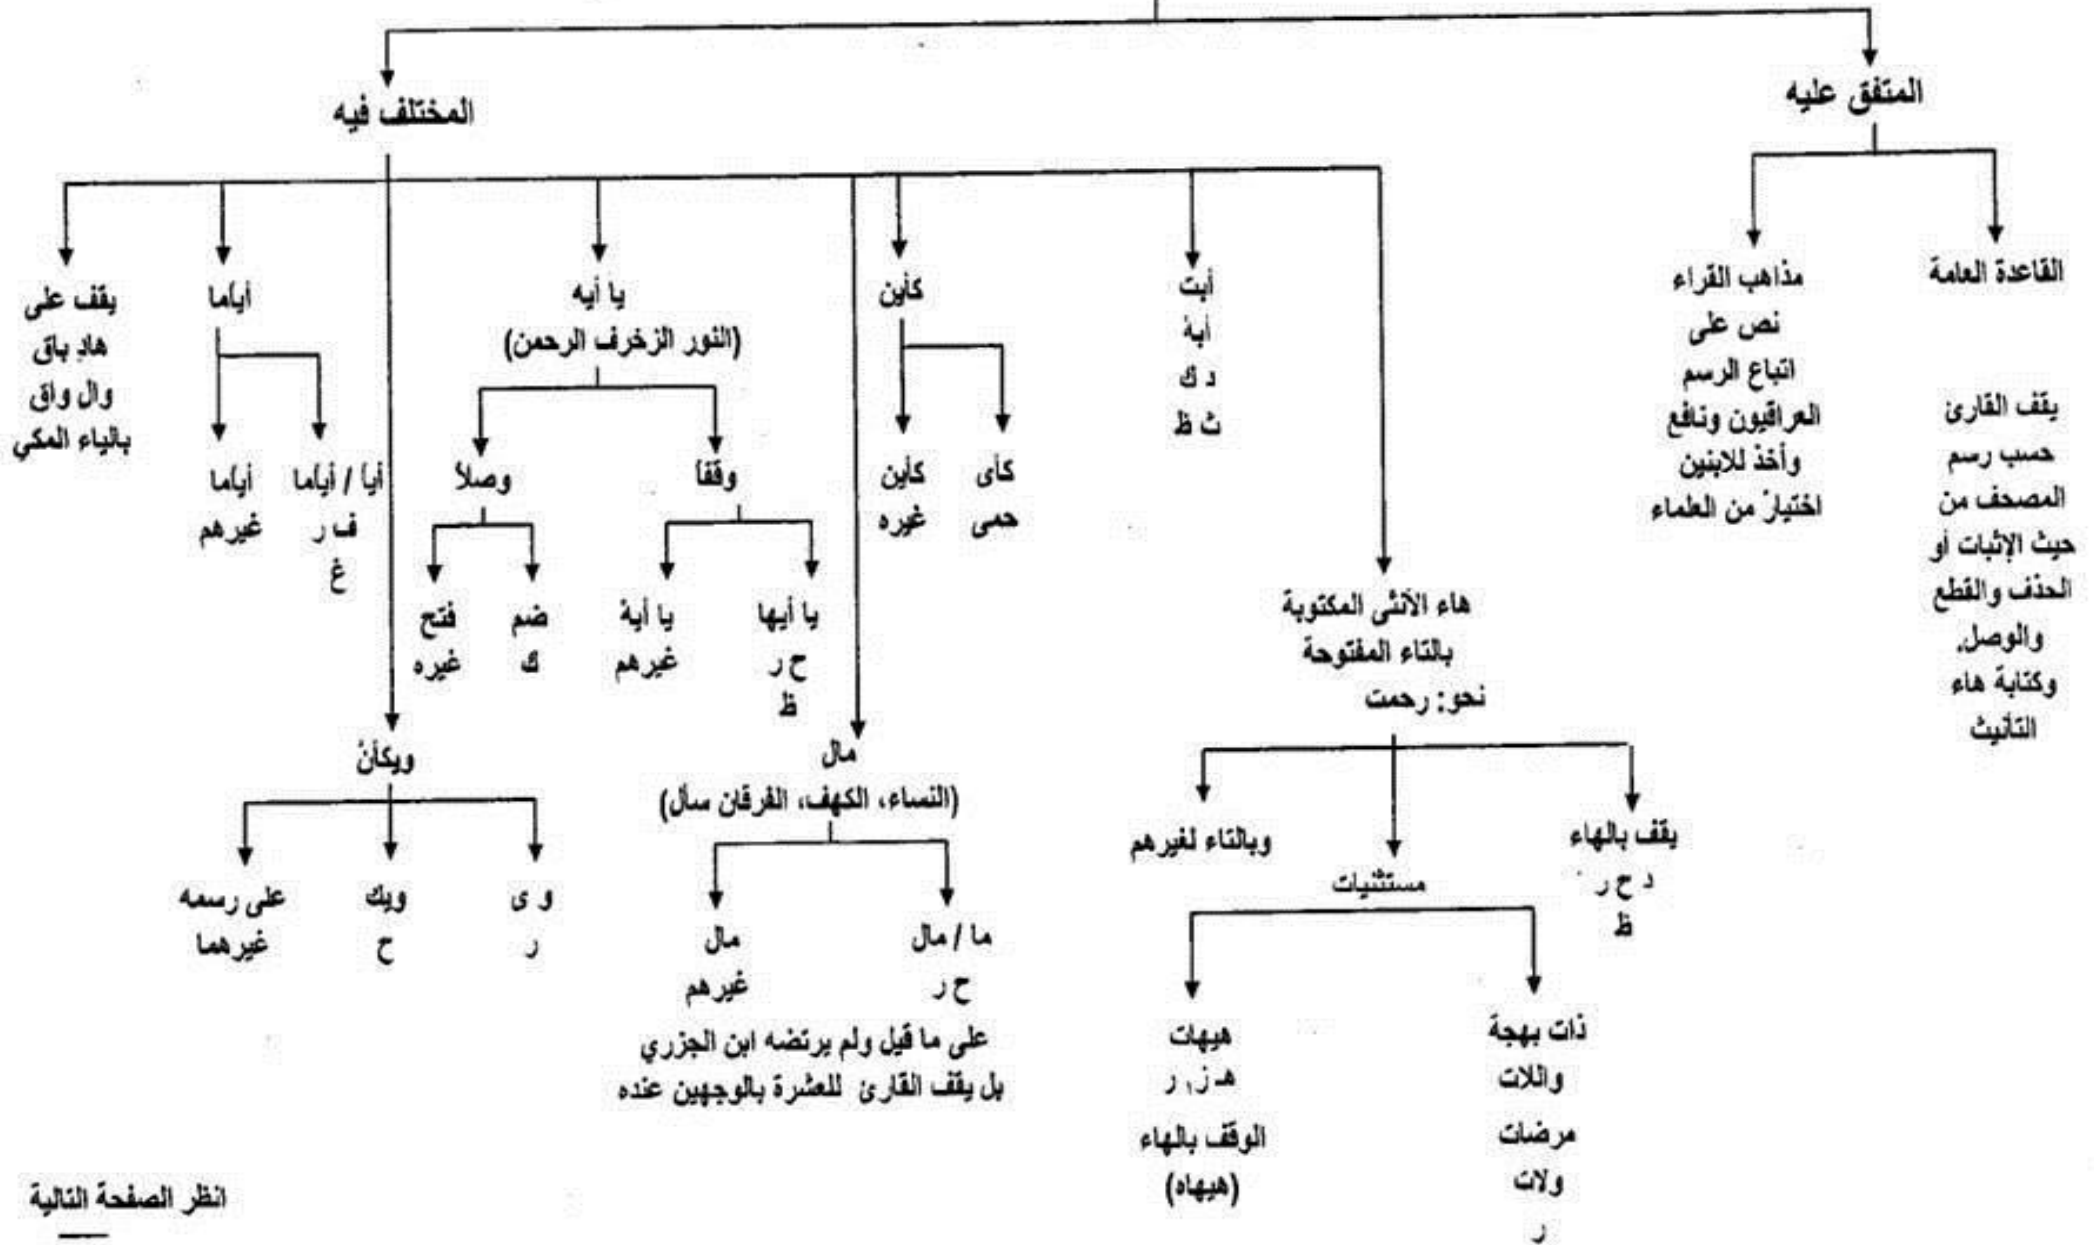 المتفق عليه
المختلف فيه
القاعدة العامة
يقف القارئ
حسب رسم
المصحف من
حيث الإثبات أو
الحذف والقطع
والوصل.
وكتابة هاء
التأنيث
مذاهب القراء
نص على
اتباع الرسم
العراقيون ونافع
وأخذ للابنين
اختيارٌ من العلماء
هاء الأنثى المكتوبة
بالتاء المفتوحة
نحو: رحمت
يقف بالهاء
د ح ر
ظ
مستثنيات
ذات بهجة
واللات
مرضات
ولات
ر
هيهات
هـ ز, ر
الوقف بالهاء
(هيهاه)
وبالتاء لغيرهم
أبت
أبة
د ك
ث ظ
كأين
كأى
حمى
كأين
غيره
مال
(النساء، الكهف، الفرقان سأل)
ما / مال
ح ر
مال
غيرهم
على ما قيل ولم يرتضه ابن الجزري
بل يقف القارئ للعشرة بالوجهين عنده
يا أيه
(النور الزخرف الرحمن)
وقفاً
يا أيها
ح ر
ظ
يا أية
غيرهم
وصلاً
ضم
ك
فتح
غيره
ويكأنْ
و ى
ر
ويك
ح
على رسمه
غيرهما
أياما
أيا / أياما
ف ر
غ
أياما
غيرهم
يقف على
هادِ باق
وال واق
بالياء المكي
انظر الصفحة التالية